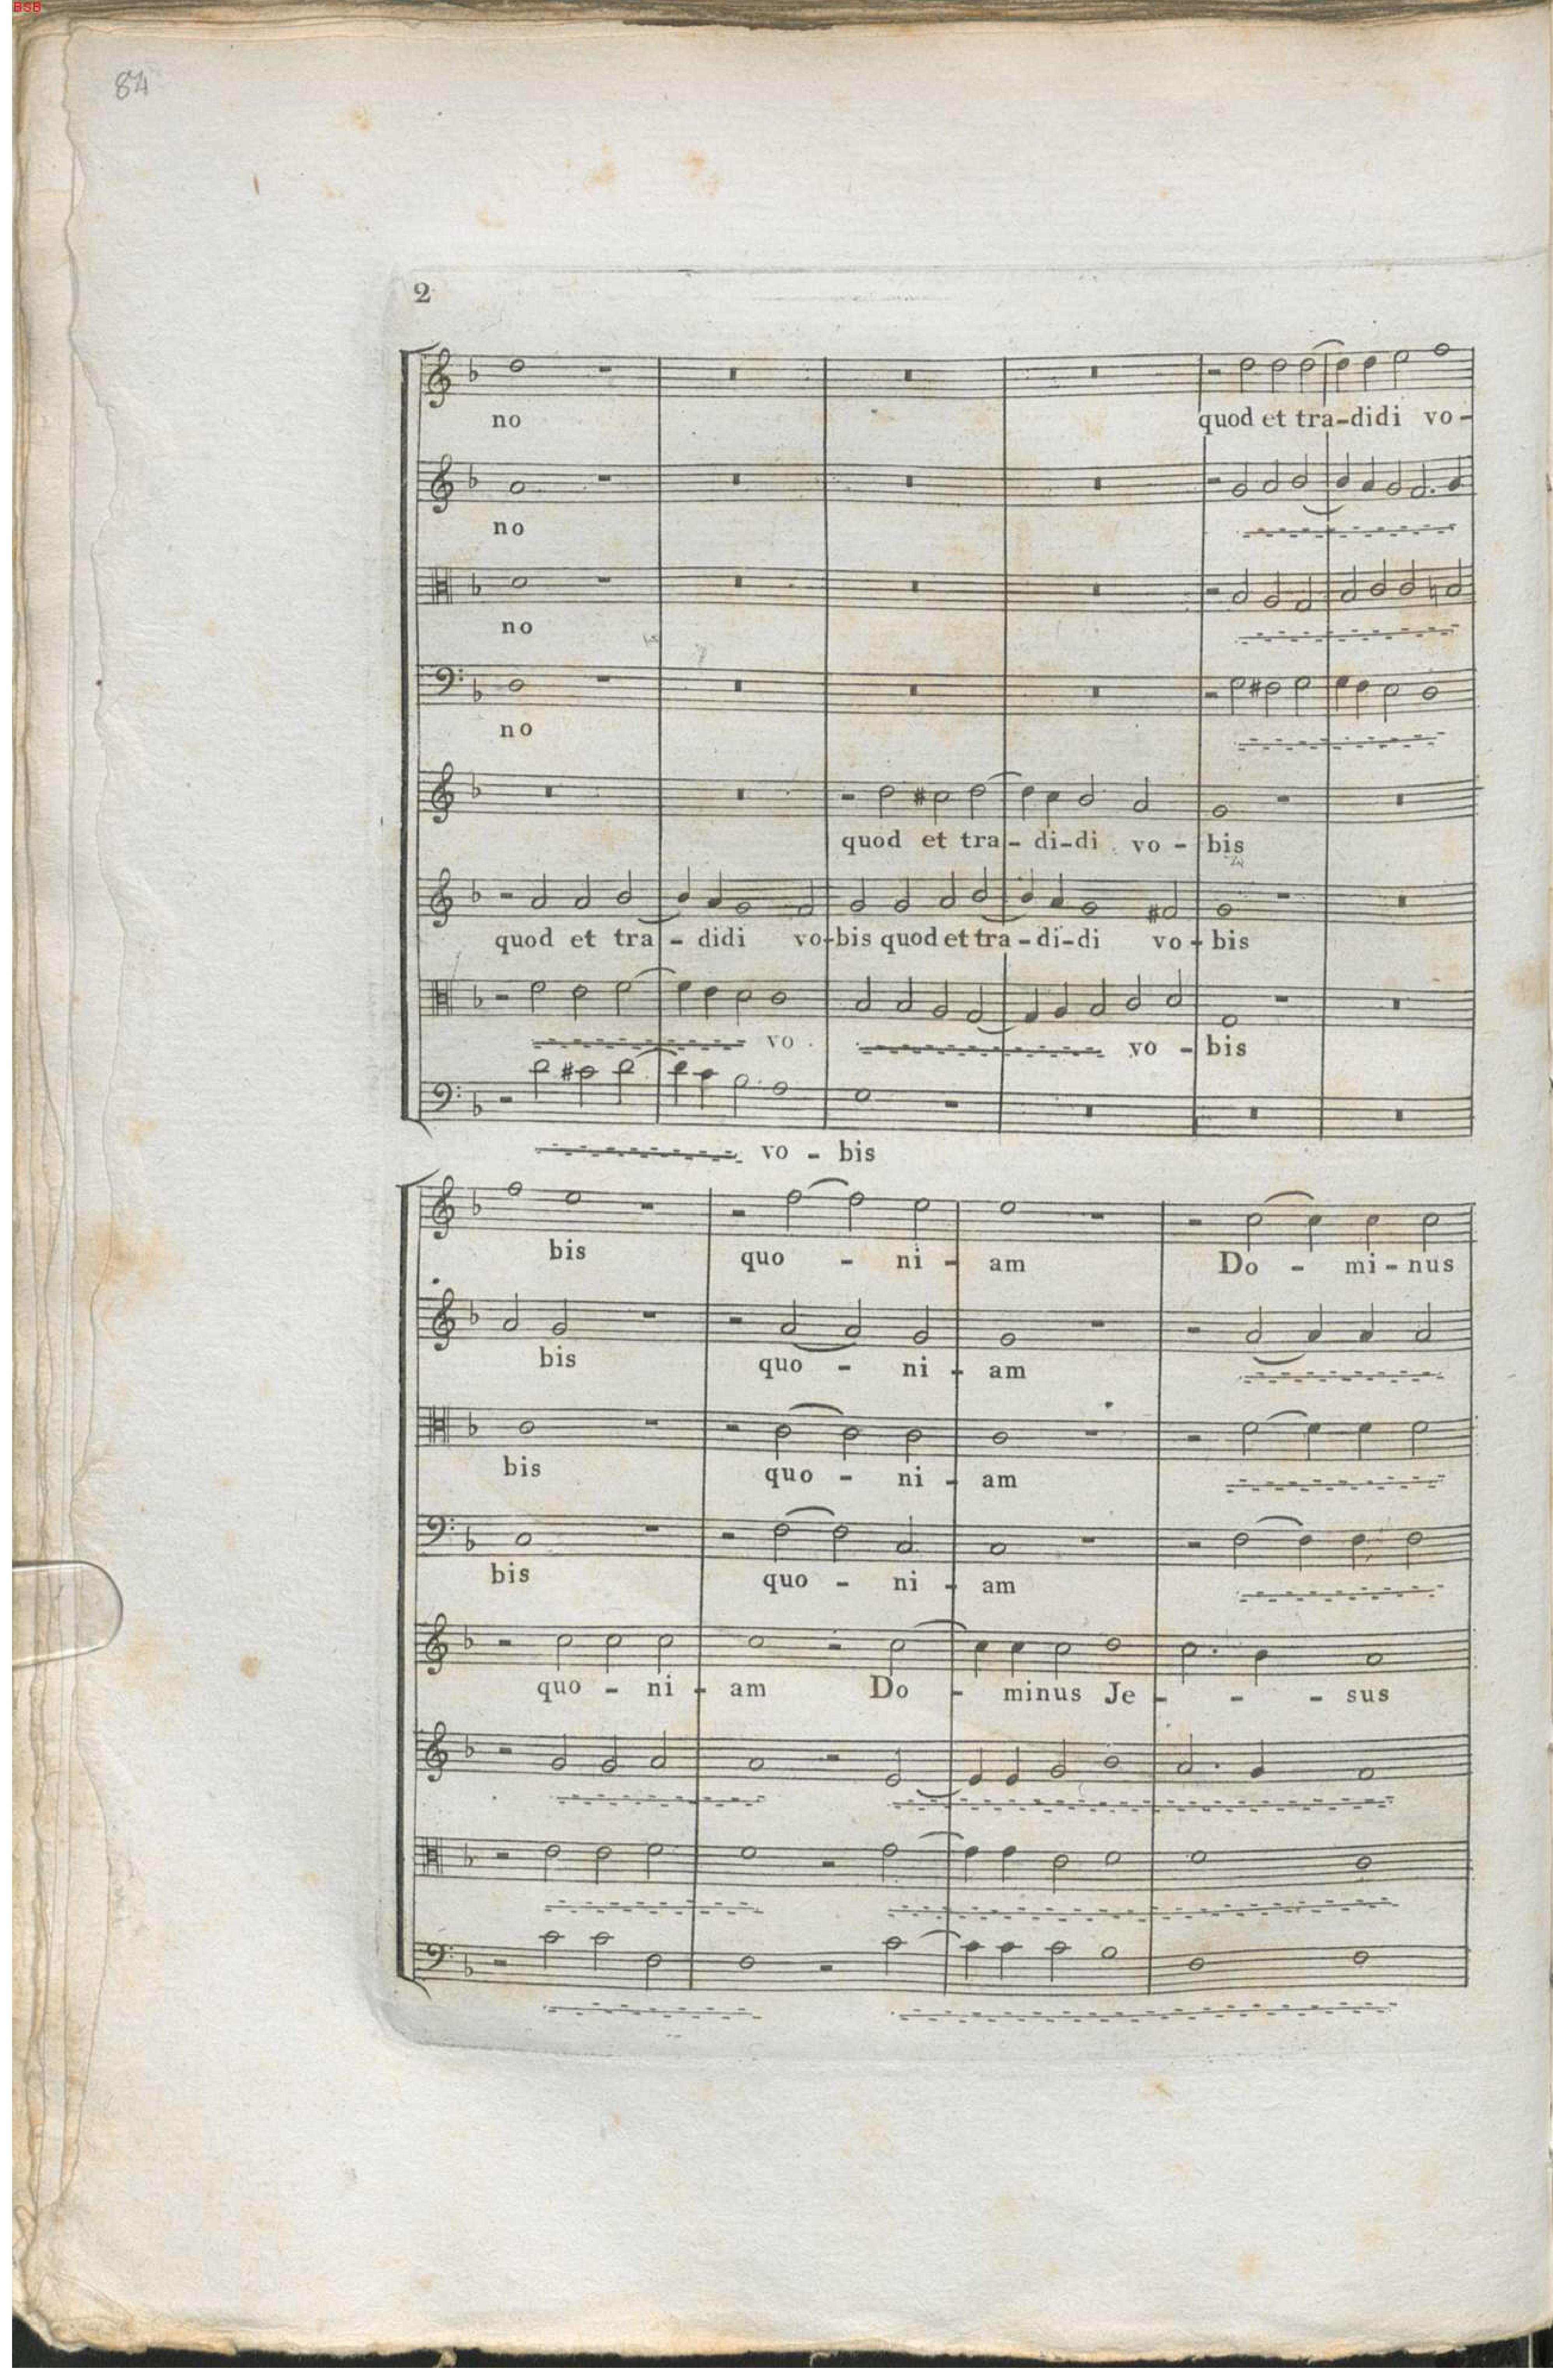 BSB
84
2
no
quod et tra-didi vo-
no
no
no
quod et tra - di-di vo - bis
quod et tra - didi vo-bis quod et tra-di-di vo - bis
vo vo - bis
vo - bis
bis quo - ni - am Do - mi - nus
bis quo - ni - am
bis quo - ni - am
bis quo - ni - am
quo - ni - am Do - minus Je - - - sus